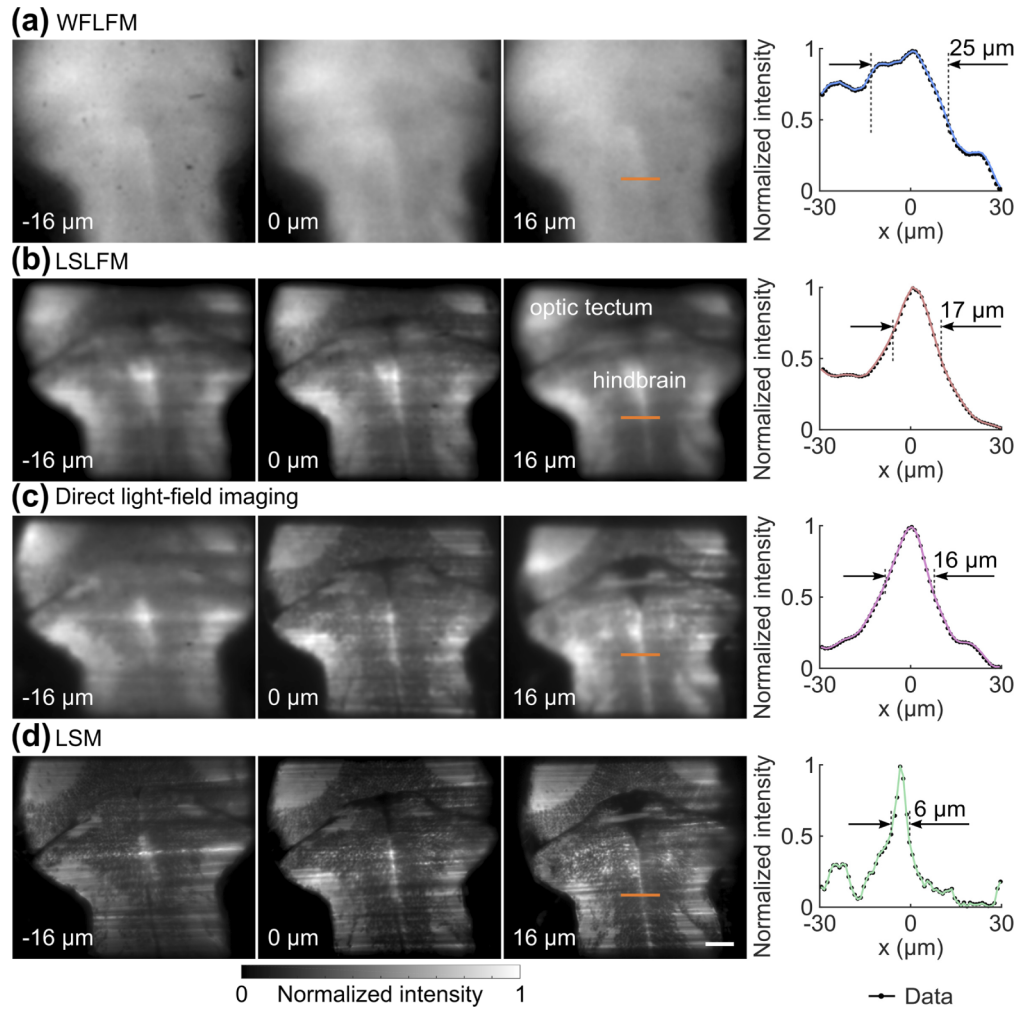 (a) WFLFM
-16 µm
0 µm
16 µm
Normalized intensity
1
0.5
0
25 µm
-30
0
30
x (µm)
(b) LSLFM
optic tectum
hindbrain
-16 µm
0 µm
16 µm
Normalized intensity
1
0.5
0
17 µm
-30
0
30
x (µm)
(c) Direct light-field imaging
-16 µm
0 µm
16 µm
Normalized intensity
1
0.5
0
16 µm
-30
0
30
x (µm)
(d) LSM
-16 µm
0 µm
16 µm
Normalized intensity
1
0.5
0
6 µm
-30
0
30
x (µm)
0 Normalized intensity 1
Data